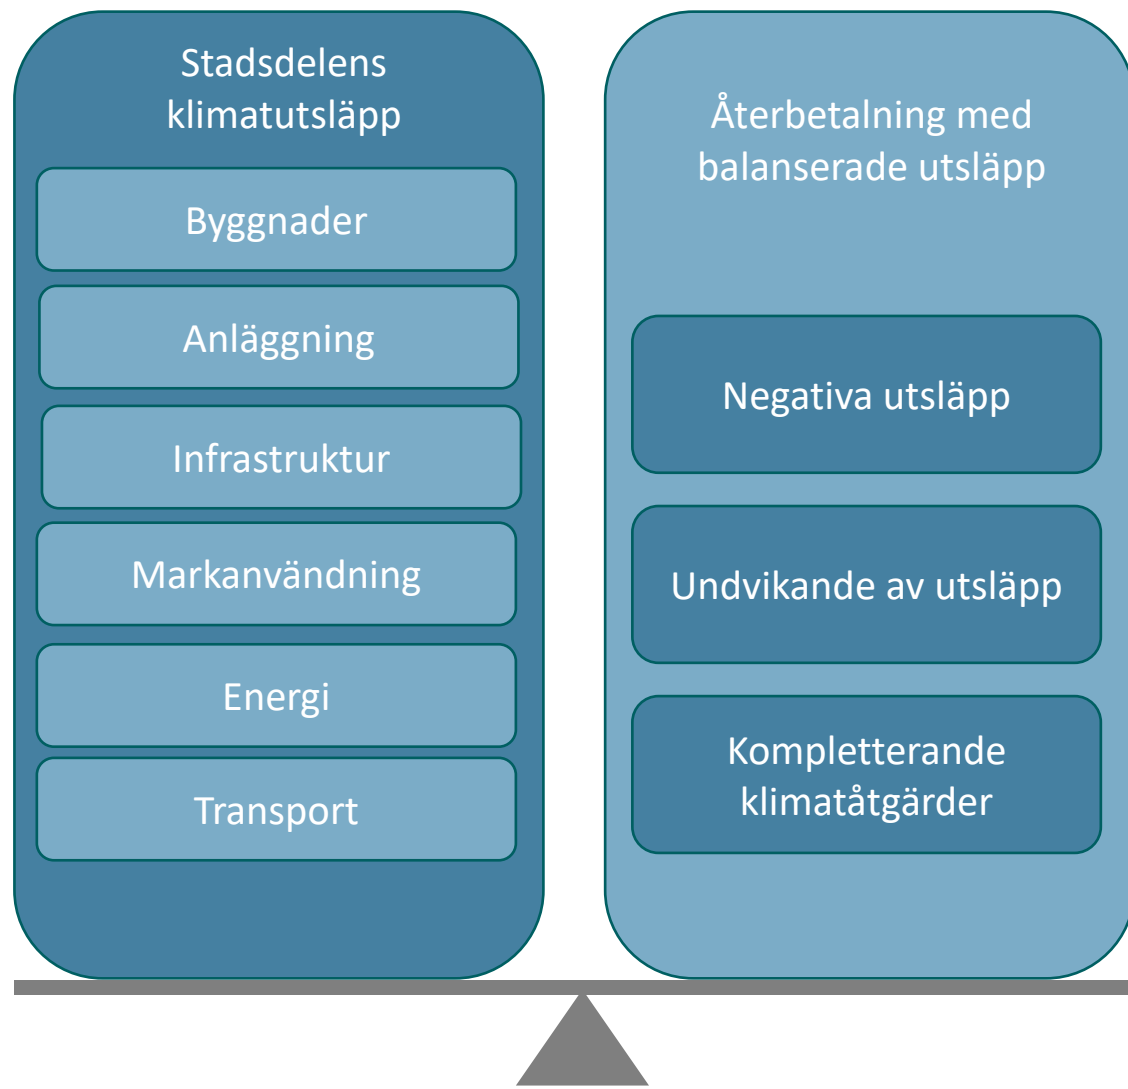 Stadsdelens
klimatutsläpp
Byggnader
Anläggning
Infrastruktur
Markanvändning
Energi
Transport
Återbetalning med
balanserade utsläpp
Negativa utsläpp
Undvikande av utsläpp
Kompletterande
klimatåtgärder